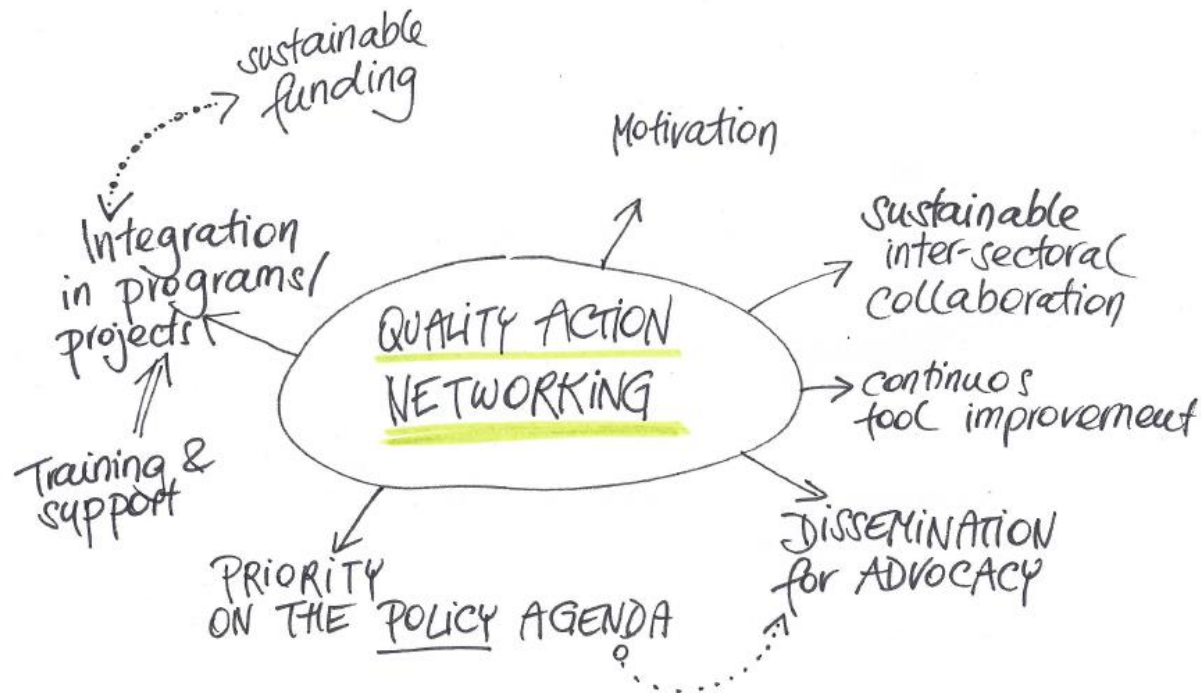 sustainable
funding
Motivation
Integration
in programs/
projects
sustainable
inter-sectoral
collaboration
QUALITY ACTION
NETWORKING
continuos
tool improvement
Training &
support
DISSEMINATION
for ADVOCACY
PRIORITY
ON THE POLICY AGENDA